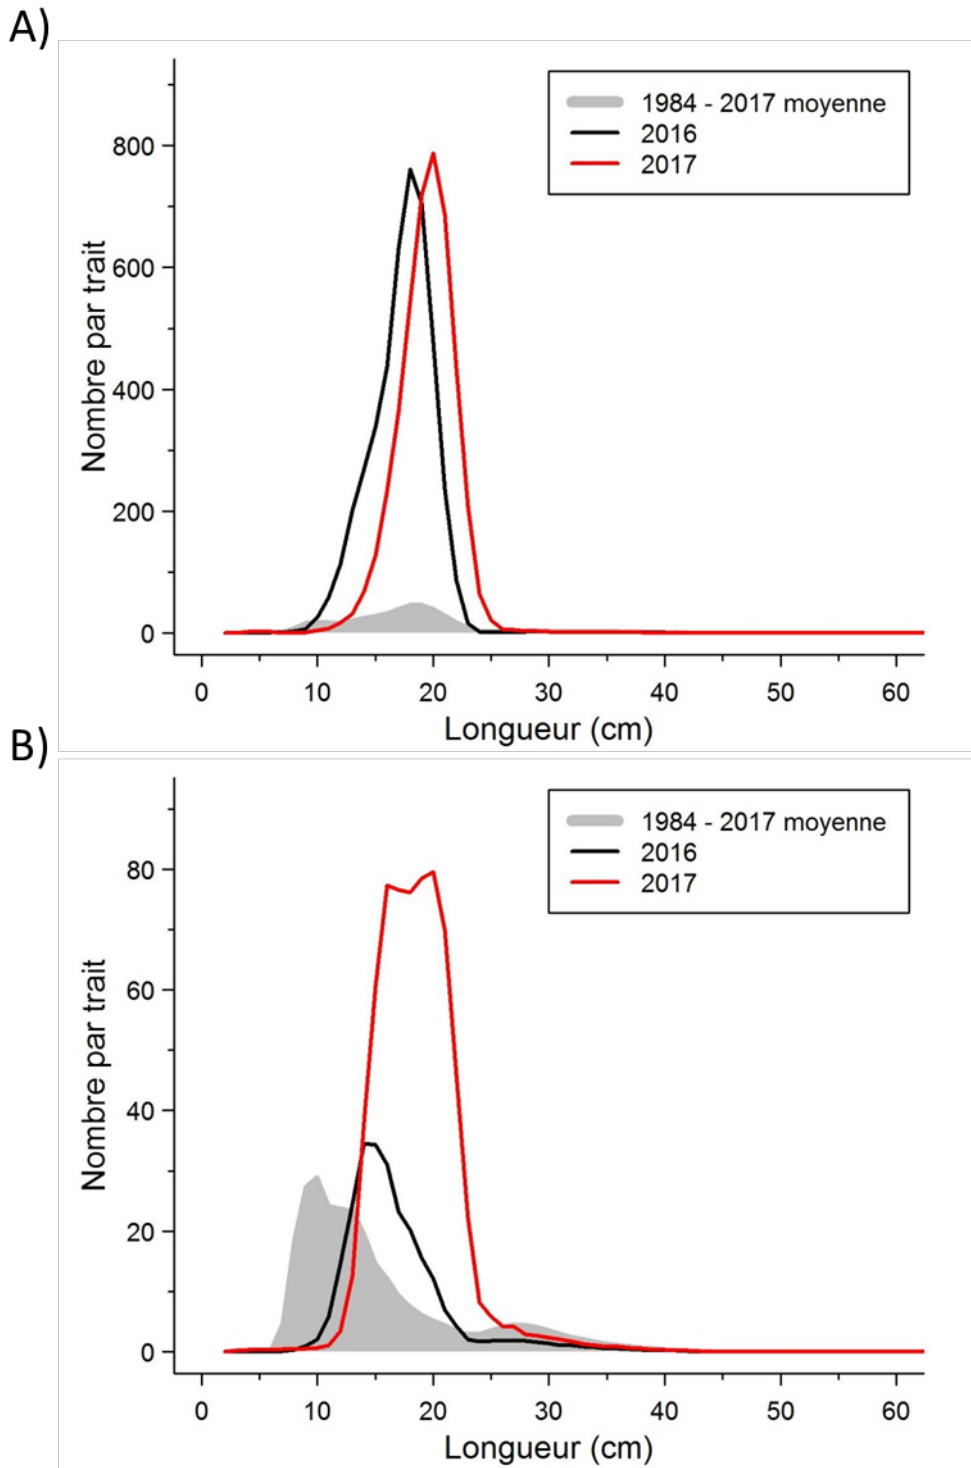 A)
1984 - 2017 moyenne
2016
2017
800
600
400
200
0
Nombre par trait
0 10 20 30 40 50 60
Longueur (cm)
B)
1984 - 2017 moyenne
2016
2017
80
60
40
20
0
Nombre par trait
0 10 20 30 40 50 60
Longueur (cm)